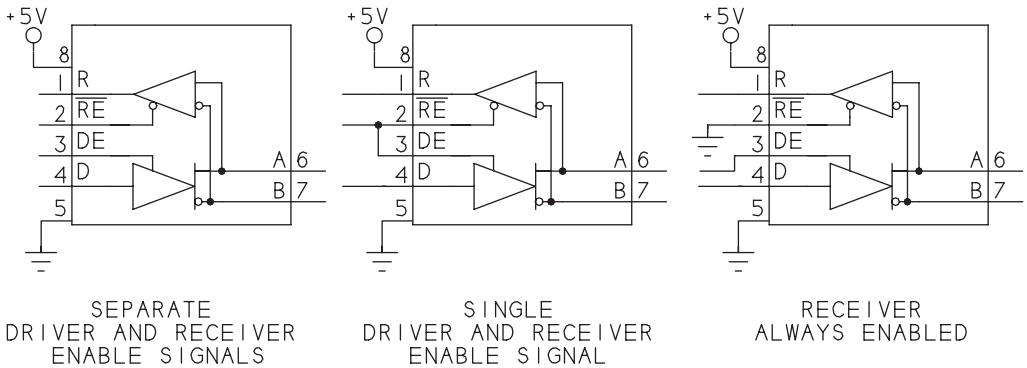 +5V
8
1
R
2
RE
3
DE
4
D
5
A
6
B
7
SEPARATE
DRIVER AND RECEIVER
ENABLE SIGNALS
+5V
8
1
R
2
RE
3
DE
4
D
5
A
6
B
7
SINGLE
DRIVER AND RECEIVER
ENABLE SIGNAL
+5V
8
1
R
2
RE
3
DE
4
D
5
A
6
B
7
RECEIVER
ALWAYS ENABLED